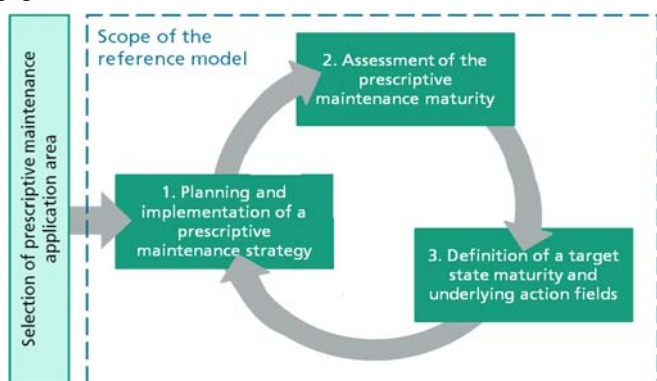 Selection of prescriptive maintenance
application area
Scope of the
reference model
1. Planning and
implementation of a
prescriptive
maintenance strategy
2. Assessment of the
prescriptive
maintenance maturity
3. Definition of a target
state maturity and
underlying action fields